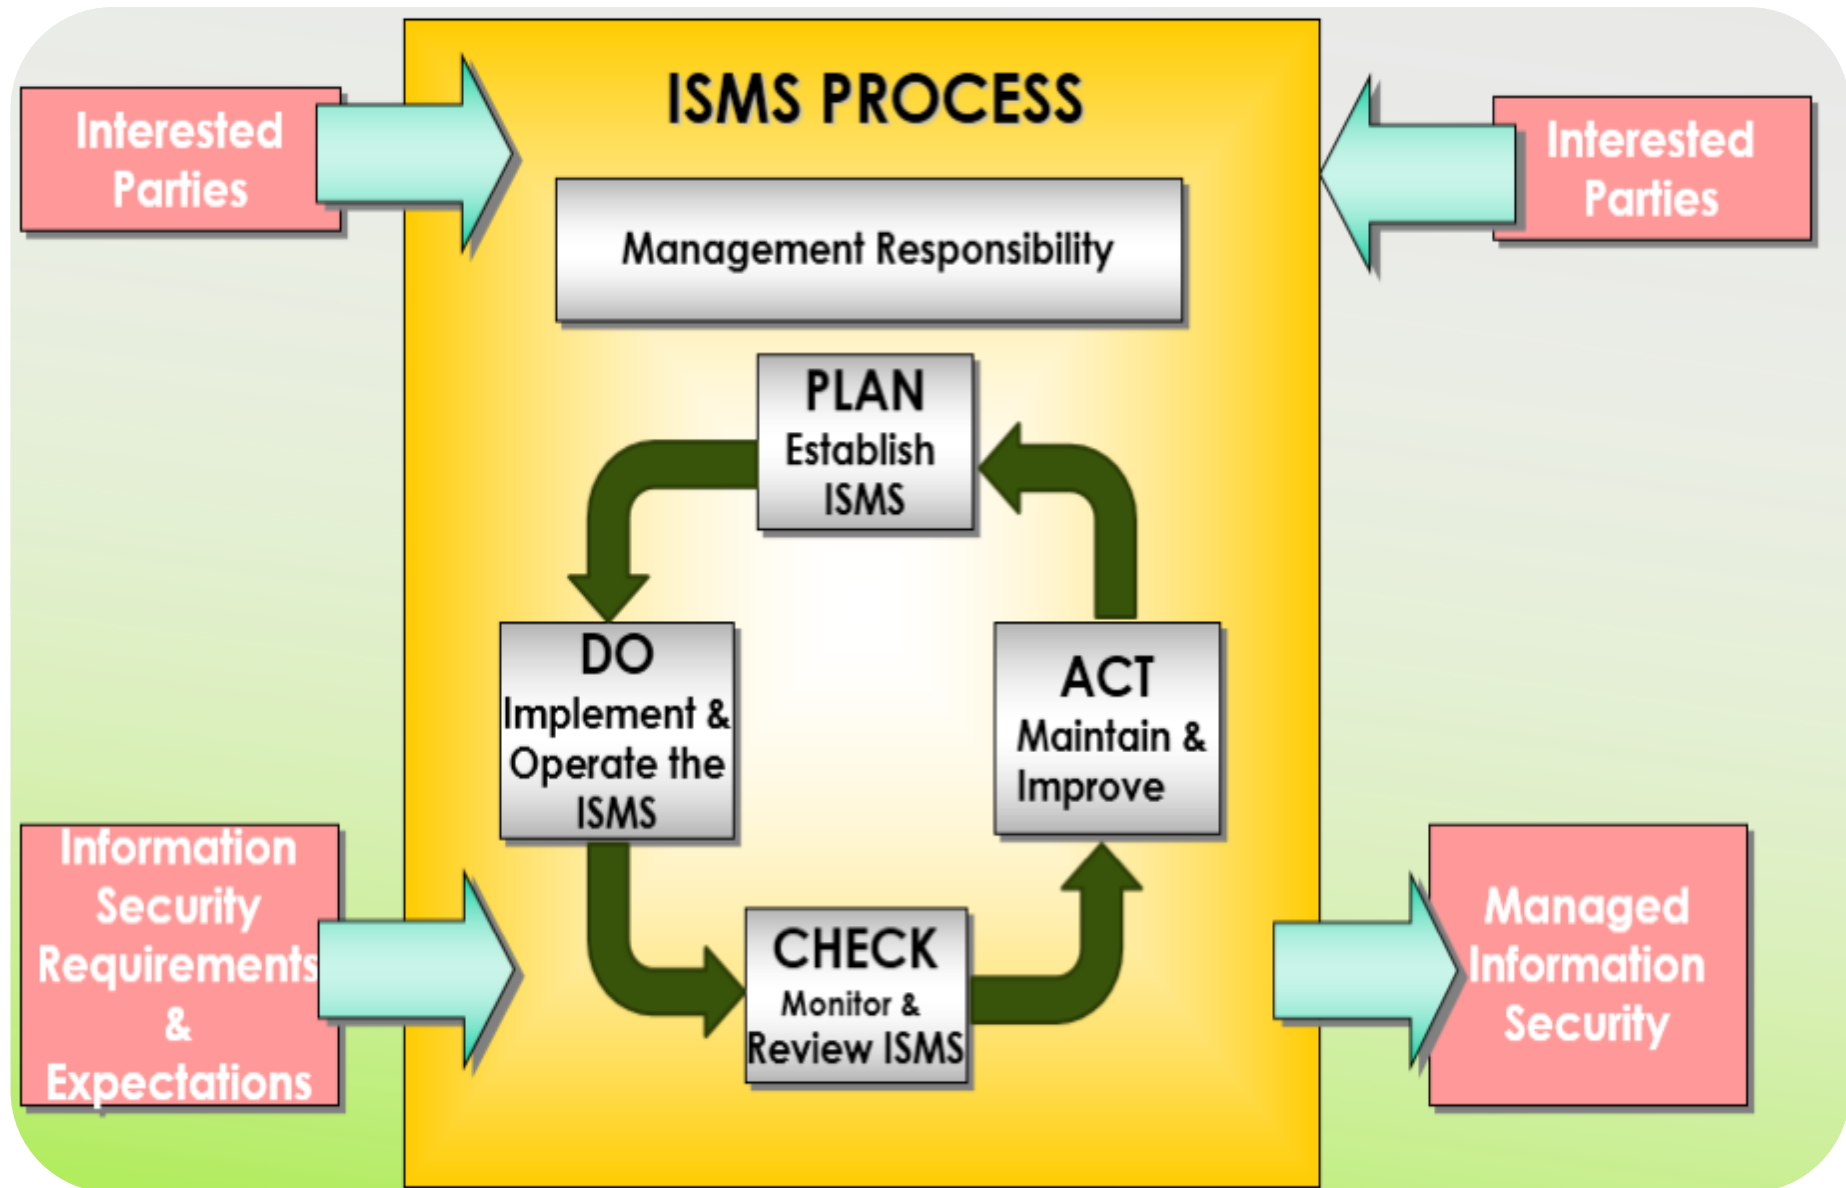 ISMS PROCESS
Interested
Parties
Interested
Parties
Management Responsibility
PLAN
Establish
ISMS
DO
Implement &
Operate the
ISMS
ACT
Maintain &
Improve
CHECK
Monitor &
Review ISMS
Information
Security
Requirements
&
Expectations
Managed
Information
Security